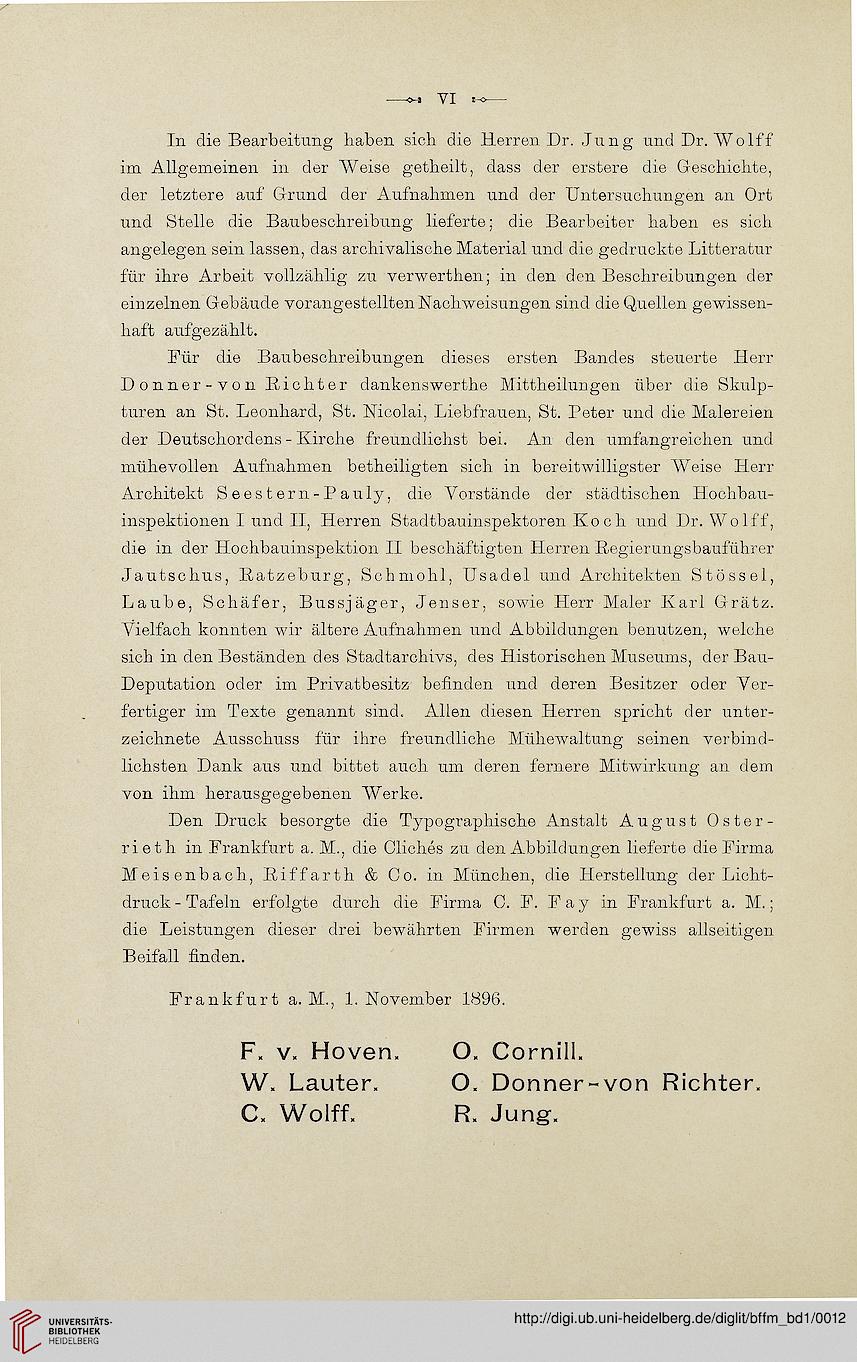 VI
In die Bearbeitung haben sich die Herren Dr. Jung und Dr. Wolff
im Allgemeinen in der Weise getheilt, dass der erstere die Geschichte,
der letztere auf Grund der Aufnahmen und der Untersuchungen an Ort
und Stelle die Baubeschreibung lieferte; die Bearbeiter haben es sich
angelegen sein lassen, das archivalische Material und die gedruckte Litteratur
für ihre Arbeit vollzählig zu verwerthen; in den den Beschreibungen der
einzelnen Gebäude vorangestellten Nachweisungen sind die Quellen gewissen-
haft aufgezählt.
Für die Baubeschreibungen dieses ersten Bandes steuerte Herr
Donner-von Richter dankenswerthe Mittheilungen über die Skulp-
turen an St. Leonhard, St. Nicolai, Liebfrauen, St. Peter und die Malereien
der Deutschordens-Kirche freundlichst bei. An den umfangreichen und
mühevollen Aufnahmen betheiligten sich in bereitwilligster Weise Herr
Architekt Seestern-Pauly, die Vorstände der städtischen Hochbau-
inspektionen I und II, Herren Stadtbauinspektoren Koch und Dr. Wolff,
die in der Hochbauinspektion II beschäftigten Herren Regierungsbauführer
Jautschus, Ratzeburg, Schmohl, Usadel und Architekten Stössel,
Laube, Schäfer, Bussjäger, Jenser, sowie Herr Maler Karl Grätz.
Vielfach konnten wir ältere Aufnahmen und Abbildungen benutzen, welche
sich in den Beständen des Stadtarchivs, des Historischen Museums, der Bau-
Deputation oder im Privatbesitz befinden und deren Besitzer oder Ver-
fertiger im Texte genannt sind. Allen diesen Herren spricht der unter-
zeichnete Ausschuss für ihre freundliche Mühewaltung seinen verbind-
lichsten Dank aus und bittet auch um deren fernere Mitwirkung an dem
von ihm herausgegebenen Werke.
Den Druck besorgte die Typographische Anstalt August Oster-
rieth in Frankfurt a. M., die Clichés zu den Abbildungen lieferte die Firma
Meisenbach, Riffarth & Co. in München, die Herstellung der Licht-
druck-Tafeln erfolgte durch die Firma C. F. Fay in Frankfurt a. M.;
die Leistungen dieser drei bewährten Firmen werden gewiss allseitigen
Beifall finden.
Frankfurt a. M., 1. November 1896.
F. v. Hoven. O. Cornill.
W. Lauter. O. Donner-von Richter.
C. Wolff. R. Jung.
UNIVERSITÄTS-
BIBLIOTHEK
HEIDELBERG
http://digi.ub.uni-heidelberg.de/diglit/bffm_bd1/0012